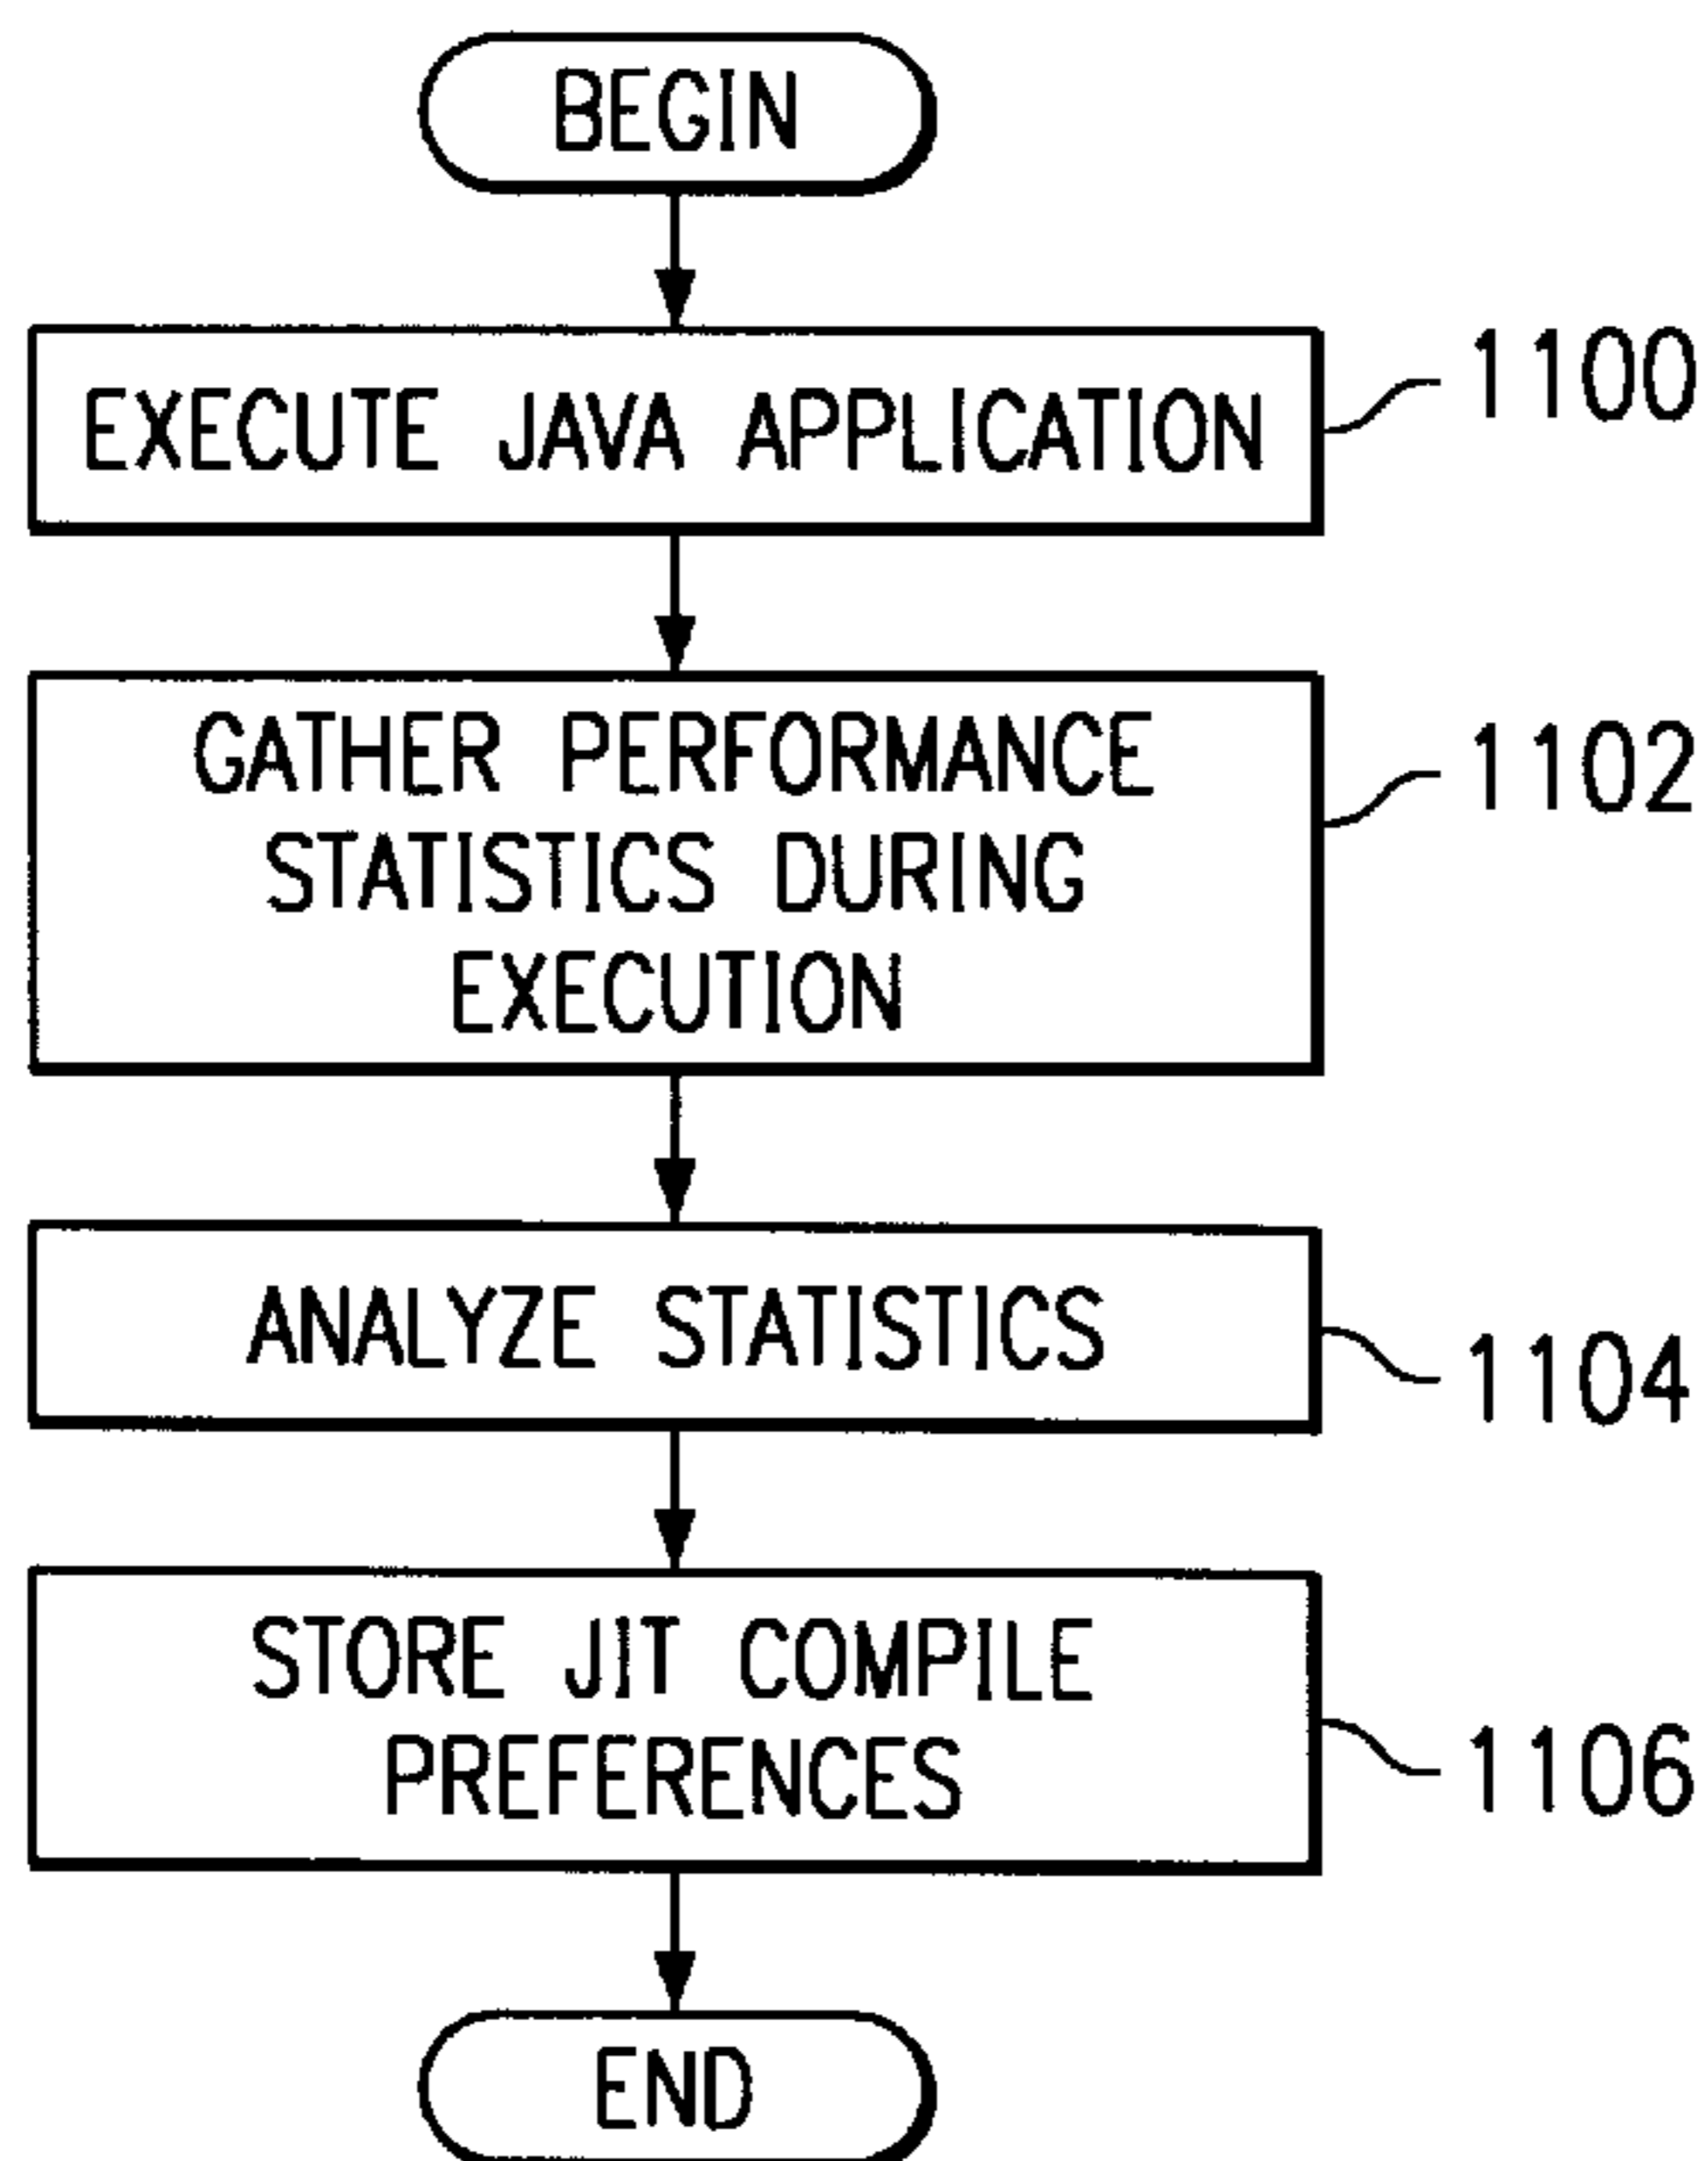 BEGIN
EXECUTE JAVA APPLICATION
1100
GATHER PERFORMANCE
STATISTICS DURING
EXECUTION
1102
ANALYZE STATISTICS
1104
STORE JIT COMPILE
PREFERENCES
1106
END